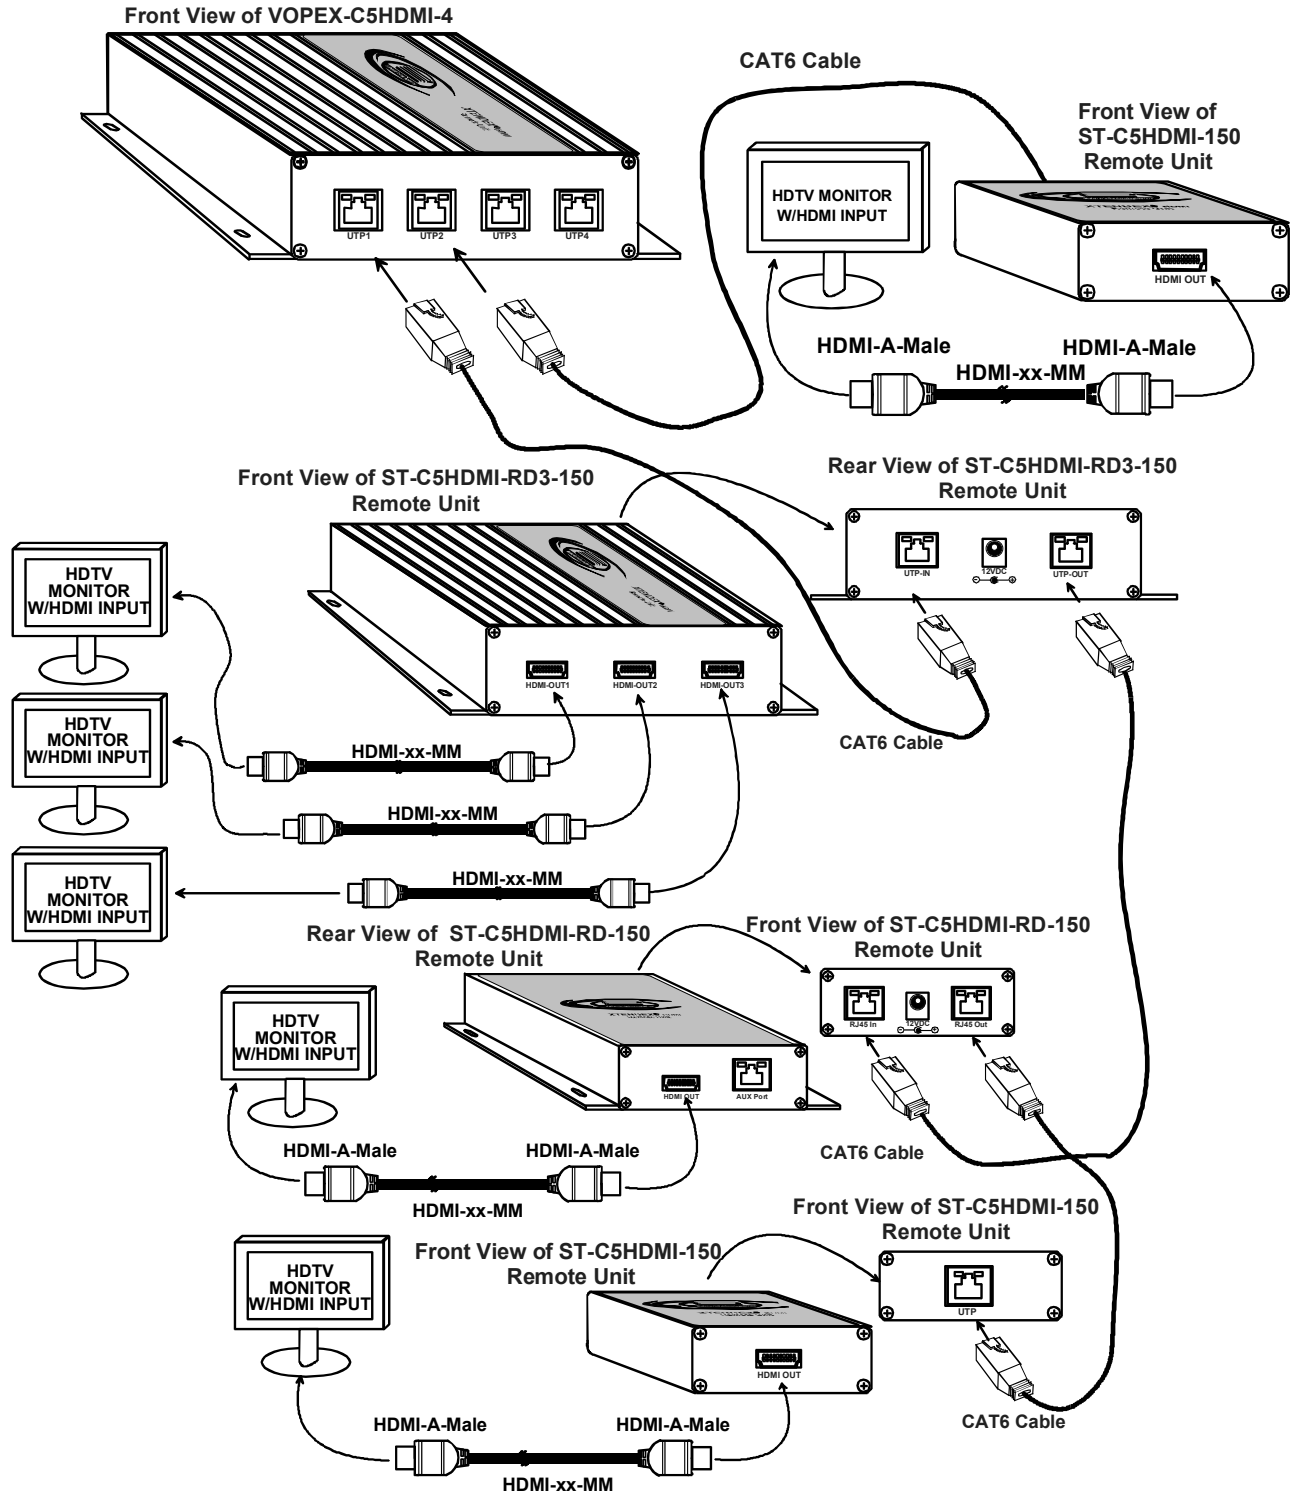 Front View of VOPEX-C5HDMI-4
CAT6 Cable
Front View of
ST-C5HDMI-150
Remote Unit
HDTV MONITOR
W/HDMI INPUT
UTP1
UTP2
UTP3
UTP4
HDMI OUT
HDMI-A-Male
HDMI-A-Male
HDMI-xx-MM
Front View of ST-C5HDMI-RD3-150
Remote Unit
Rear View of ST-C5HDMI-RD3-150
Remote Unit
UTP-IN
12VDC
UTP-OUT
HDTV
MONITOR
W/HDMI INPUT
HDMI-OUT1
HDMI-OUT2
HDMI-OUT3
HDTV
MONITOR
W/HDMI INPUT
HDMI-xx-MM
CAT6 Cable
HDMI-xx-MM
HDTV
MONITOR
W/HDMI INPUT
HDMI-xx-MM
Rear View of ST-C5HDMI-RD-150
Remote Unit
Front View of ST-C5HDMI-RD-150
Remote Unit
RJ45 In
12VDC
RJ45 Out
HDTV
MONITOR
W/HDMI INPUT
HDMI OUT
AUX Port
HDMI-A-Male
HDMI-A-Male
HDMI-xx-MM
CAT6 Cable
Front View of ST-C5HDMI-150
Remote Unit
Front View of ST-C5HDMI-150
Remote Unit
UTP
HDTV
MONITOR
W/HDMI INPUT
HDMI OUT
HDMI-A-Male
HDMI-A-Male
HDMI-xx-MM
CAT6 Cable